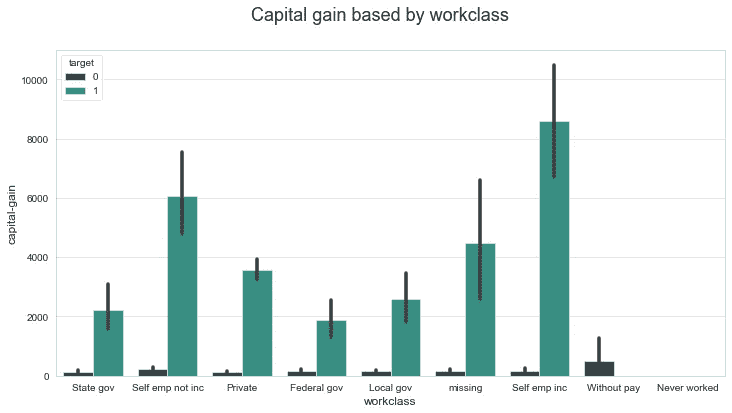 Capital gain based by workclass
target
0
1
10000
8000
6000
4000
2000
0
capital-gain
State gov Self emp not inc Private Federal gov Local gov missing Self emp inc Without pay Never worked
workclass